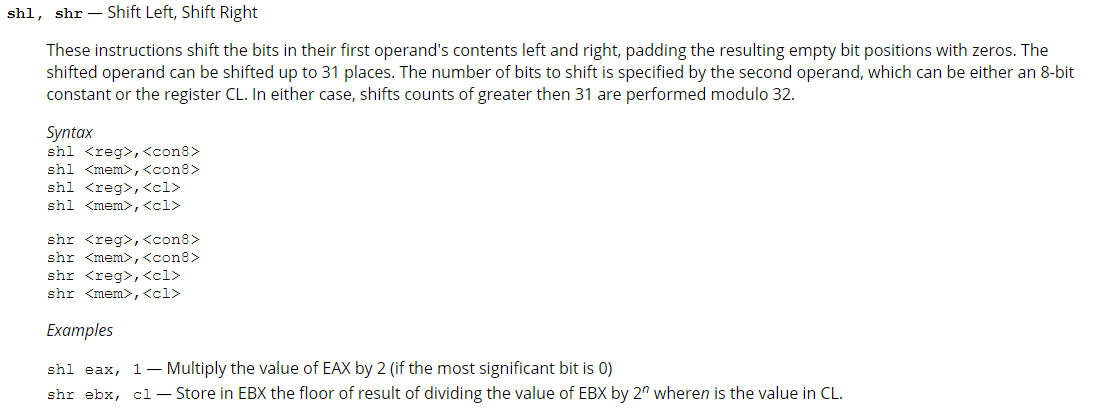 shl, shr — Shift Left, Shift Right
These instructions shift the bits in their first operand's contents left and right, padding the resulting empty bit positions with zeros. The
shifted operand can be shifted up to 31 places. The number of bits to shift is specified by the second operand, which can be either an 8-bit
constant or the register CL. In either case, shifts counts of greater then 31 are performed modulo 32.
Syntax
shl <reg>,<con8>
shl <mem>,<con8>
shl <reg>,<cl>
shl <mem>,<cl>
shr <reg>,<con8>
shr <mem>,<con8>
shr <reg>,<cl>
shr <mem>,<cl>
Examples
shl eax, 1 — Multiply the value of EAX by 2 (if the most significant bit is 0)
shr ebx, cl — Store in EBX the floor of result of dividing the value of EBX by 2ⁿ wheren is the value in CL.